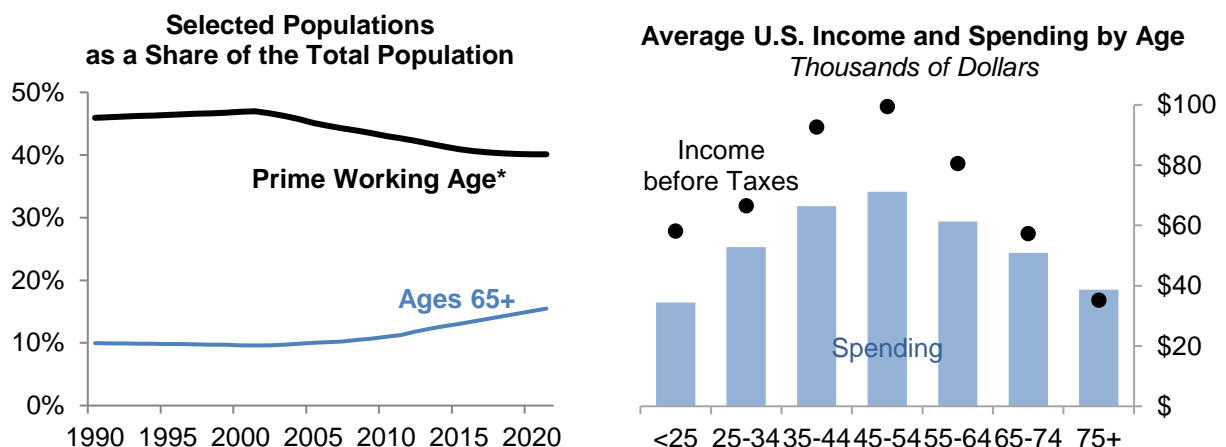 Selected Populations
as a Share of the Total Population
50%
40%
30%
20%
10%
0%
Prime Working Age*
Ages 65+
1990 1995 2000 2005 2010 2015 2020
Average U.S. Income and Spending by Age
Thousands of Dollars
$100
$80
$60
$40
$20
$
Income
before Taxes
Spending
<25 25-34 35-44 45-54 55-64 65-74 75+